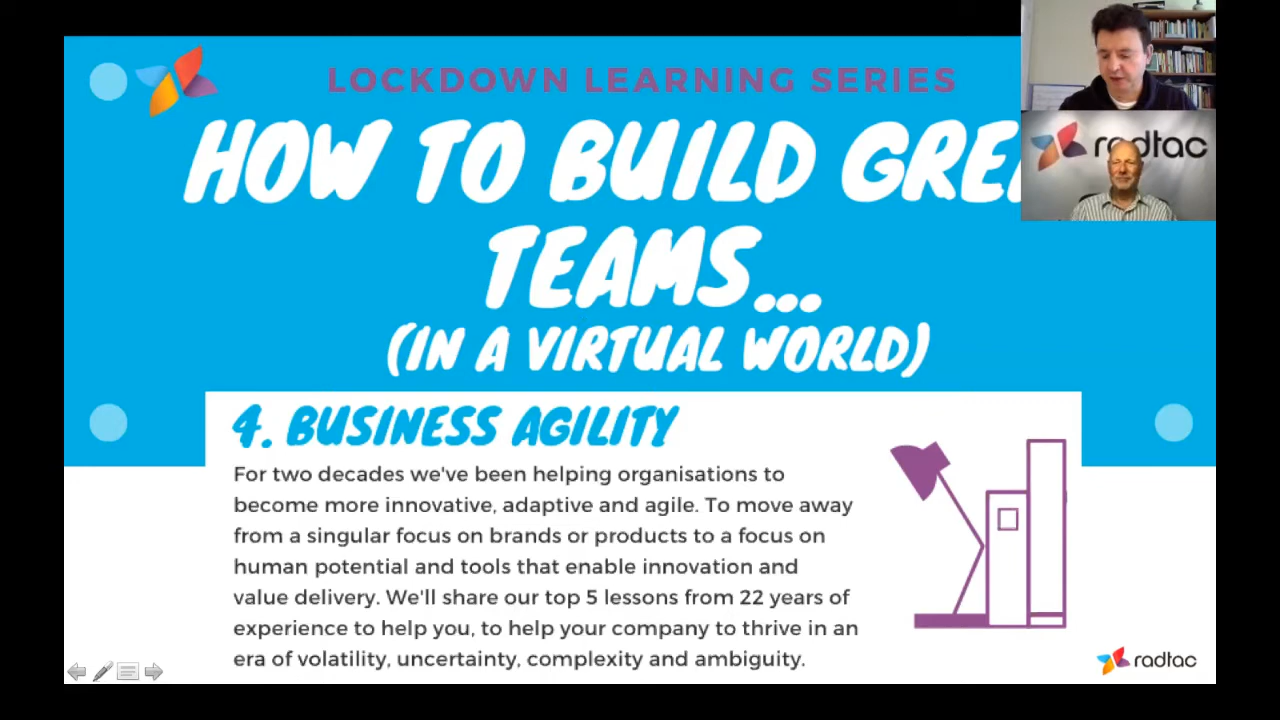 LOCKDOWN LEARNING SERIES
HOW TO BUILD
TEAMS...
(IN A VIRTUAL WORLD)
radtac
4. BUSINESS AGILITY
For two decades we've been helping organisations to
become more innovative, adaptive and agile. To move away
from a singular focus on brands or products to a focus on
human potential and tools that enable innovation and
value delivery. We'll share our top 5 lessons from 22 years of
experience to help you, to help your company to thrive in an
era of volatility, uncertainty, complexity and ambiguity.
radtac